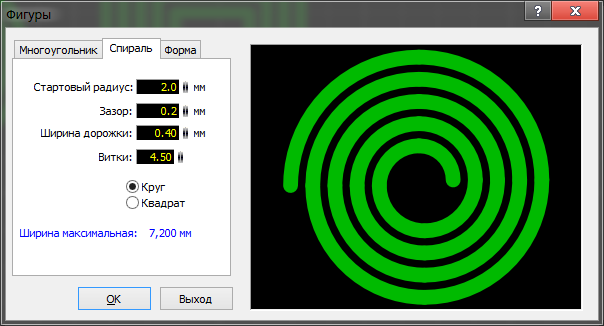 Фигуры
?
X
Многоугольник Спираль Форма
Стартовый радиус: 2.0 мм
Зазор: 0.2 мм
Ширина дорожки: 0.40 мм
Витки: 4.50
Круг
Квадрат
Ширина максимальная: 7,200 мм
OK Выход